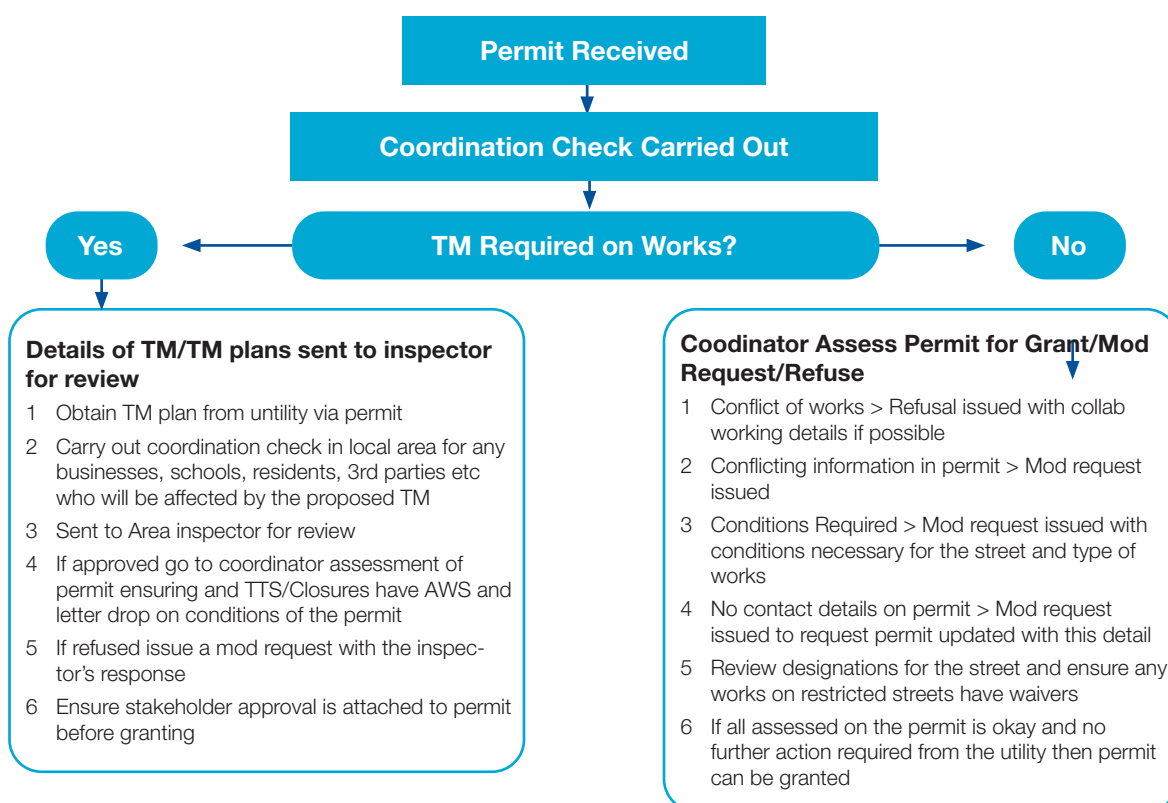 Permit Received
Coordination Check Carried Out
Yes
TM Required on Works?
No
Details of TM/TM plans sent to inspector
for review
1 Obtain TM plan from untility via permit
2 Carry out coordination check in local area for any
businesses, schools, residents, 3rd parties etc
who will be affected by the proposed TM
3 Sent to Area inspector for review
4 If approved go to coordinator assessment of
permit ensuring and TTS/Closures have AWS and
letter drop on conditions of the permit
5 If refused issue a mod request with the inspec-
tor's response
6 Ensure stakeholder approval is attached to permit
before granting
Coodinator Assess Permit for Grant/Mod
Request/Refuse
1 Conflict of works > Refusal issued with collab
working details if possible
2 Conflicting information in permit > Mod request
issued
3 Conditions Required > Mod request issued with
conditions necessary for the street and type of
works
4 No contact details on permit > Mod request
issued to request permit updated with this detail
5 Review designations for the street and ensure any
works on restricted streets have waivers
6 If all assessed on the permit is okay and no
further action required from the utility then permit
can be granted